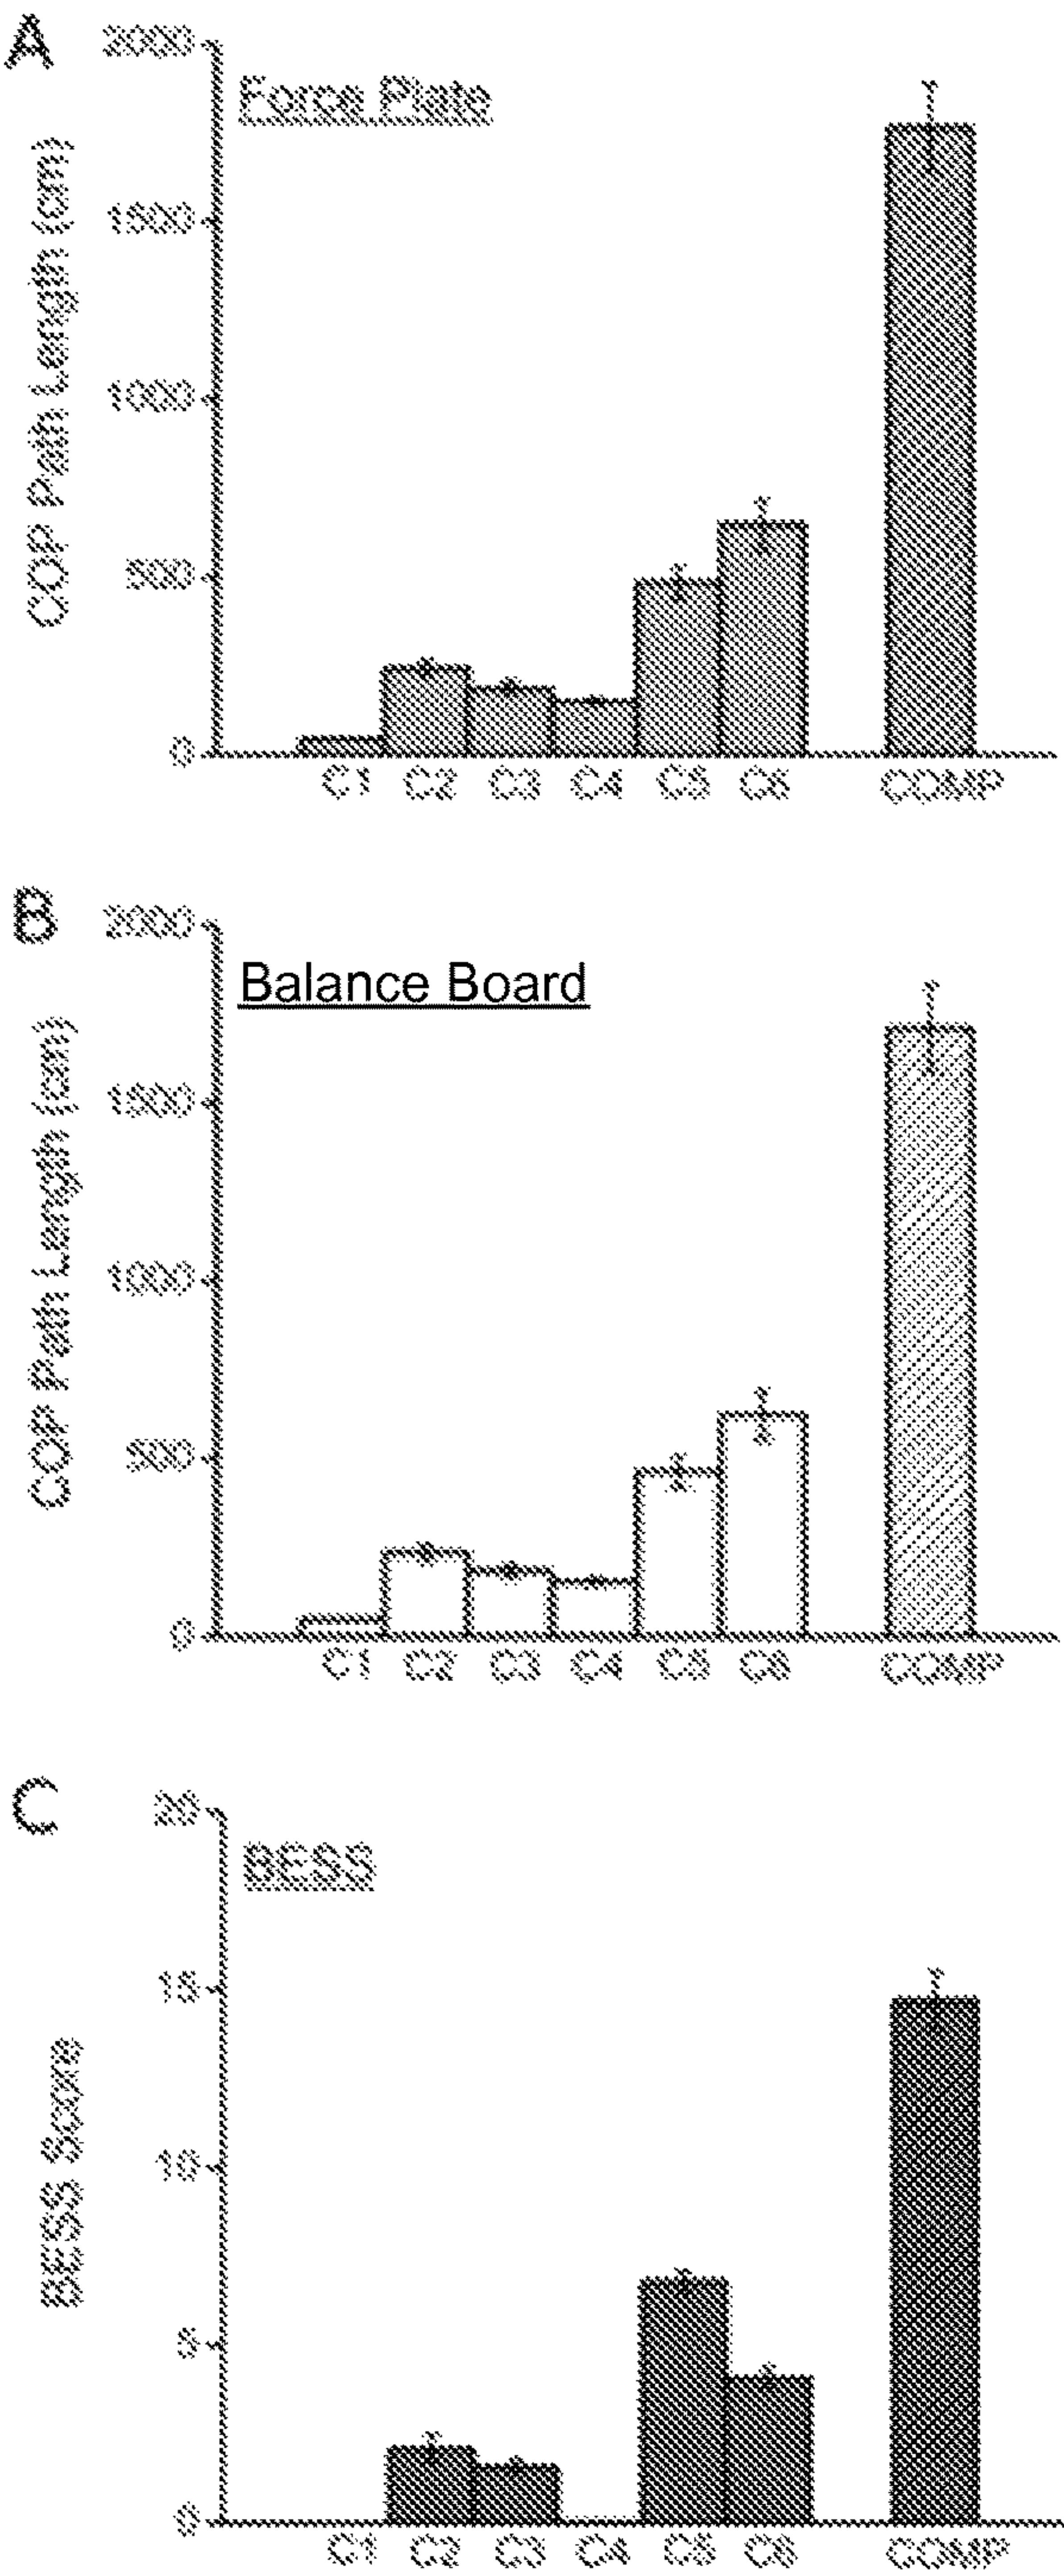 A
2000
Force Plate
1500
1000
500
0
COP Path Length (cm)
C1 C2 C3 C4 C5 C6 COMP
B
2000
Balance Board
1500
1000
500
0
COP Path Length (cm)
C1 C2 C3 C4 C5 C6 COMP
C
20
BESS
15
10
5
0
BESS Score
C1 C2 C3 C4 C5 C6 COMP